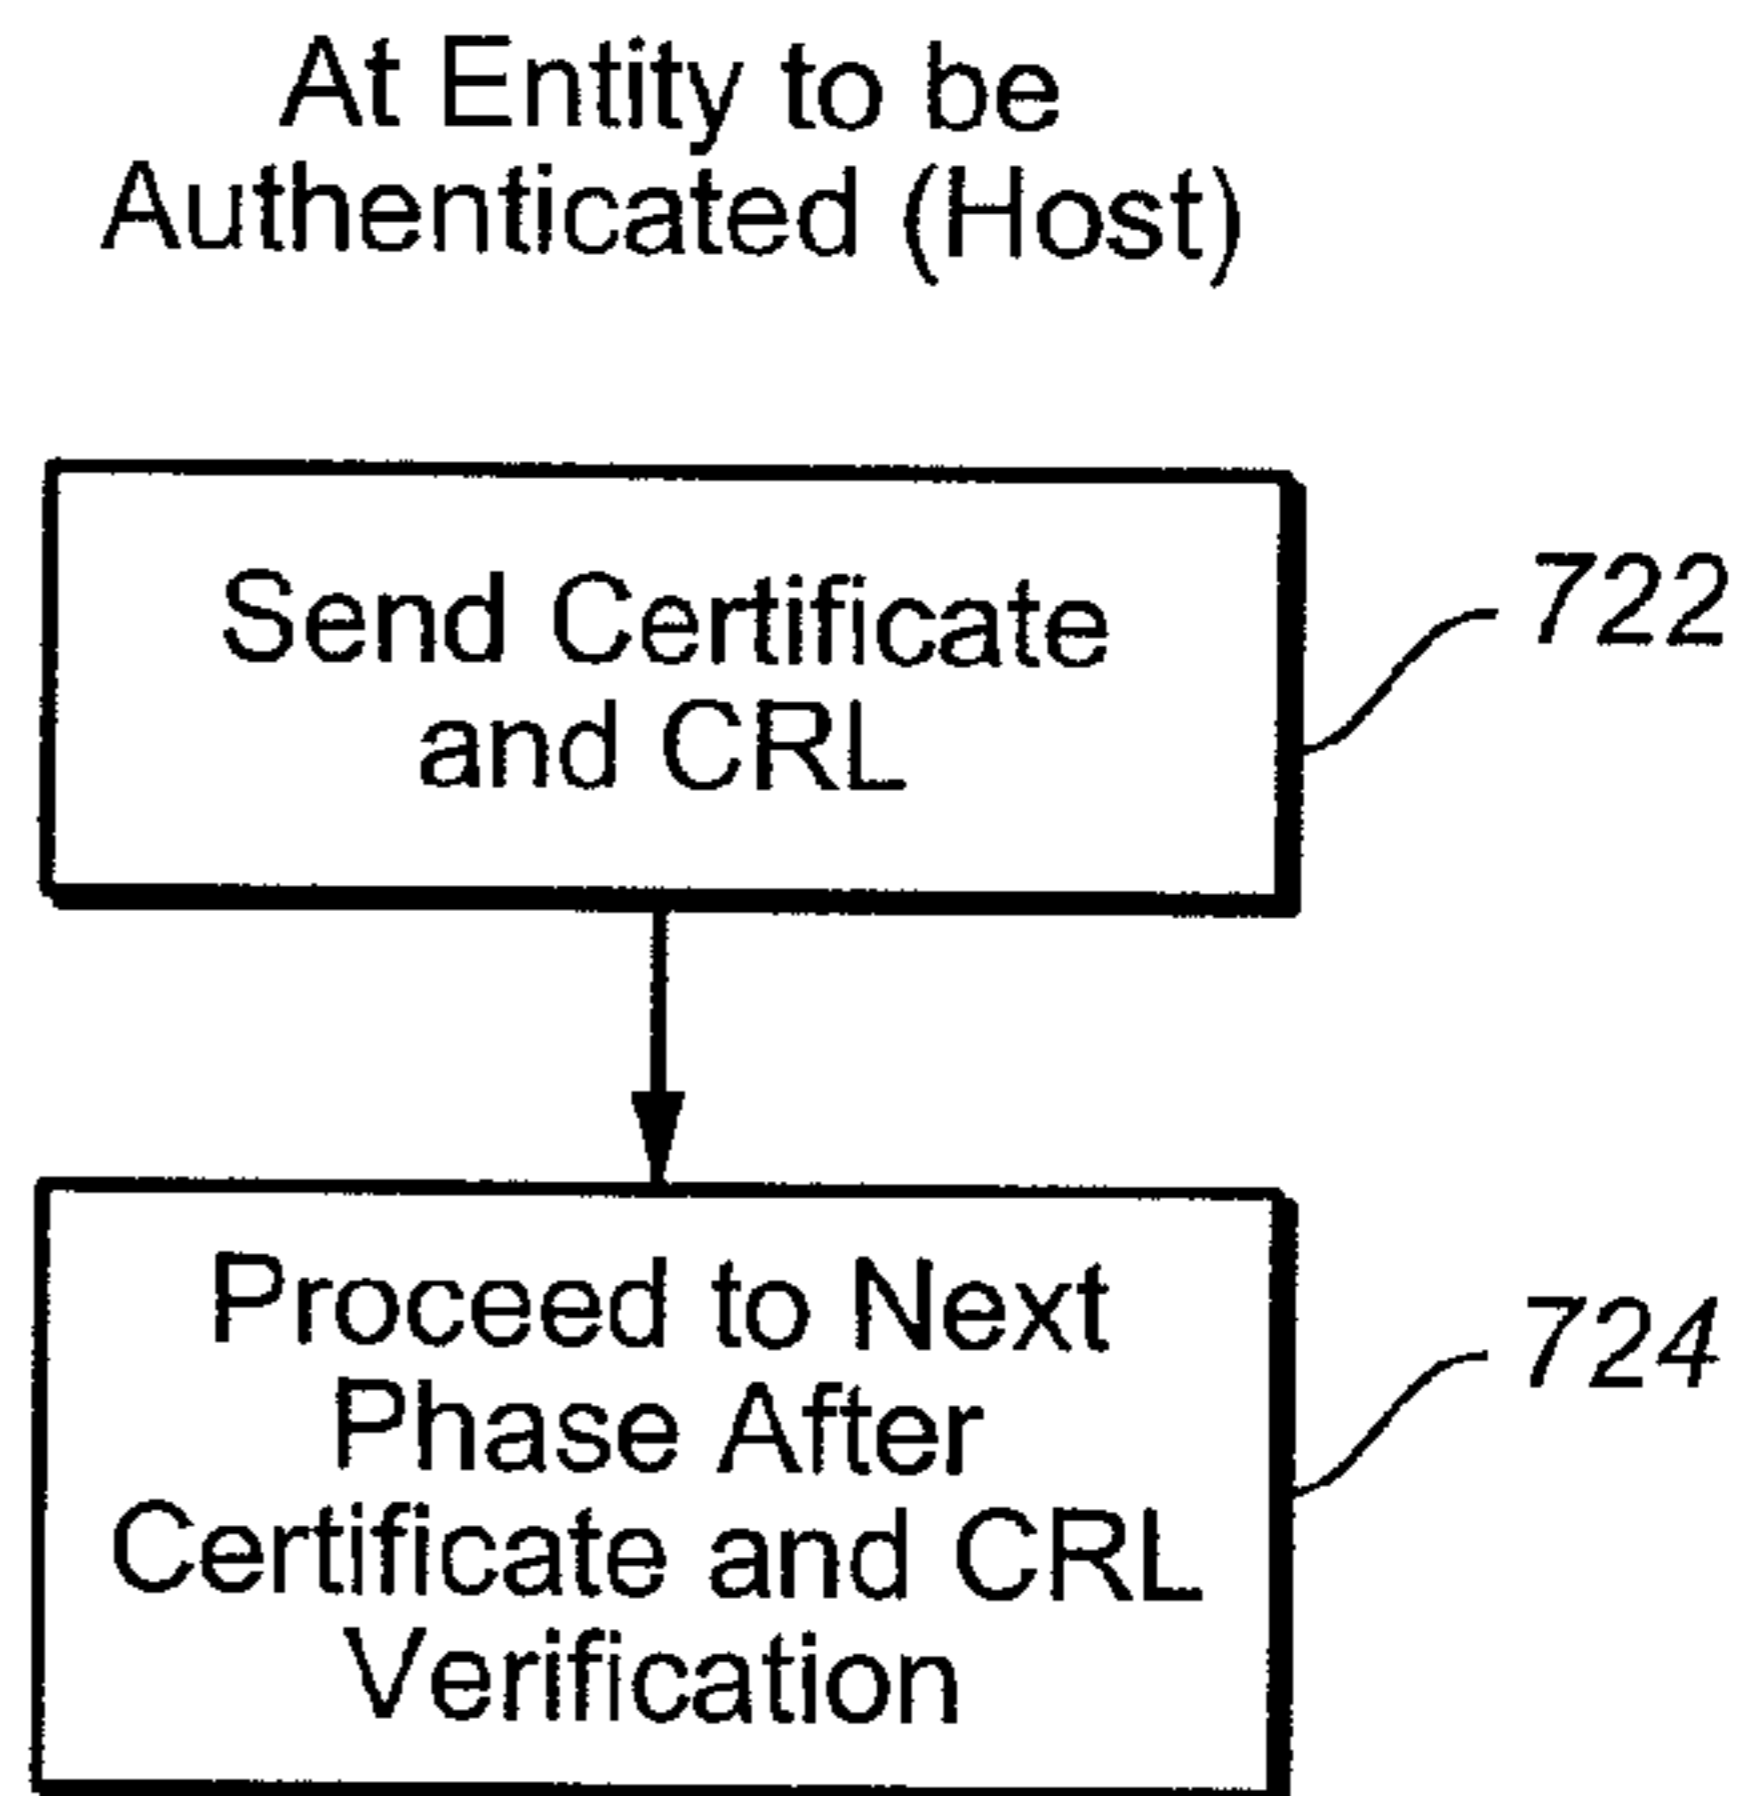 At Entity to be
Authenticated (Host)
Send Certificate
and CRL
722
Proceed to Next
Phase After
Certificate and CRL
Verification
724